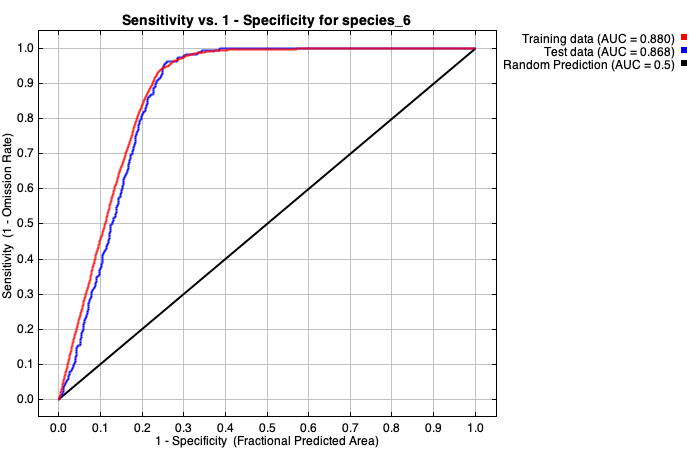 Sensitivity vs. 1 - Specificity for species_6
Training data (AUC = 0.880)
Test data (AUC = 0.868)
Random Prediction (AUC = 0.5)
Sensitivity (1 - Omission Rate)
1.0
0.9
0.8
0.7
0.6
0.5
0.4
0.3
0.2
0.1
0.0
0.0 0.1 0.2 0.3 0.4 0.5 0.6 0.7 0.8 0.9 1.0
1 - Specificity (Fractional Predicted Area)